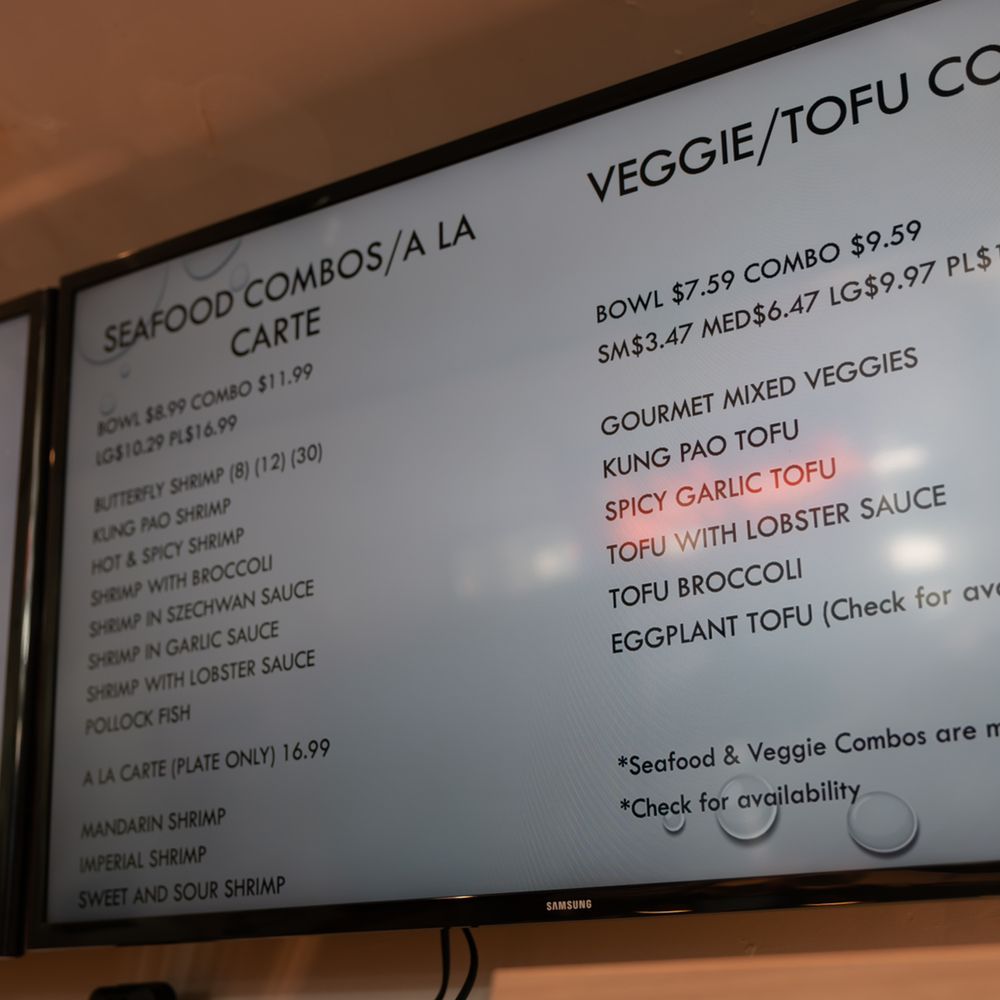 SEAFOOD COMBOS/A LA
CARTE
BOWL $8.99 COMBO $11.99
LG$10.29 PL$16.99
BUTTERFLY SHRIMP (8) (12) (30)
KUNG PAO SHRIMP
HOT & SPICY SHRIMP
SHRIMP WITH BROCCOLI
SHRIMP IN SZECHWAN SAUCE
SHRIMP IN GARLIC SAUCE
SHRIMP WITH LOBSTER SAUCE
POLLOCK FISH
A LA CARTE (PLATE ONLY) 16.99
MANDARIN SHRIMP
IMPERIAL SHRIMP
SWEET AND SOUR SHRIMP
VEGGIE/TOFU CO
BOWL $7.59 COMBO $9.59
SM$3.47 MED$6.47 LG$9.97 PL$1
GOURMET MIXED VEGGIES
KUNG PAO TOFU
SPICY GARLIC TOFU
TOFU WITH LOBSTER SAUCE
TOFU BROCCOLI
EGGPLANT TOFU (Check for ava
*Seafood & Veggie Combos are m
*Check for availability
SAMSUNG